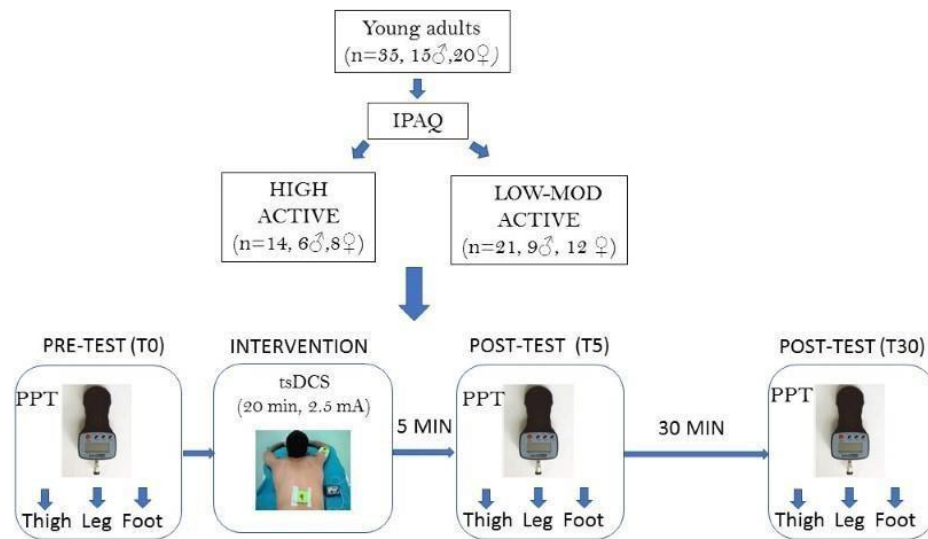 Young adults
(n=35, 15♂,20♀)
IPAQ
HIGH
ACTIVE
(n=14, 6♂,8♀)
LOW-MOD
ACTIVE
(n=21, 9♂, 12 ♀)
PRE-TEST (T0)
PPT
Thigh Leg Foot
INTERVENTION
tsDCS
(20 min, 2.5 mA)
5 MIN
POST-TEST (T5)
PPT
Thigh Leg Foot
30 MIN
POST-TEST (T30)
PPT
Thigh Leg Foot